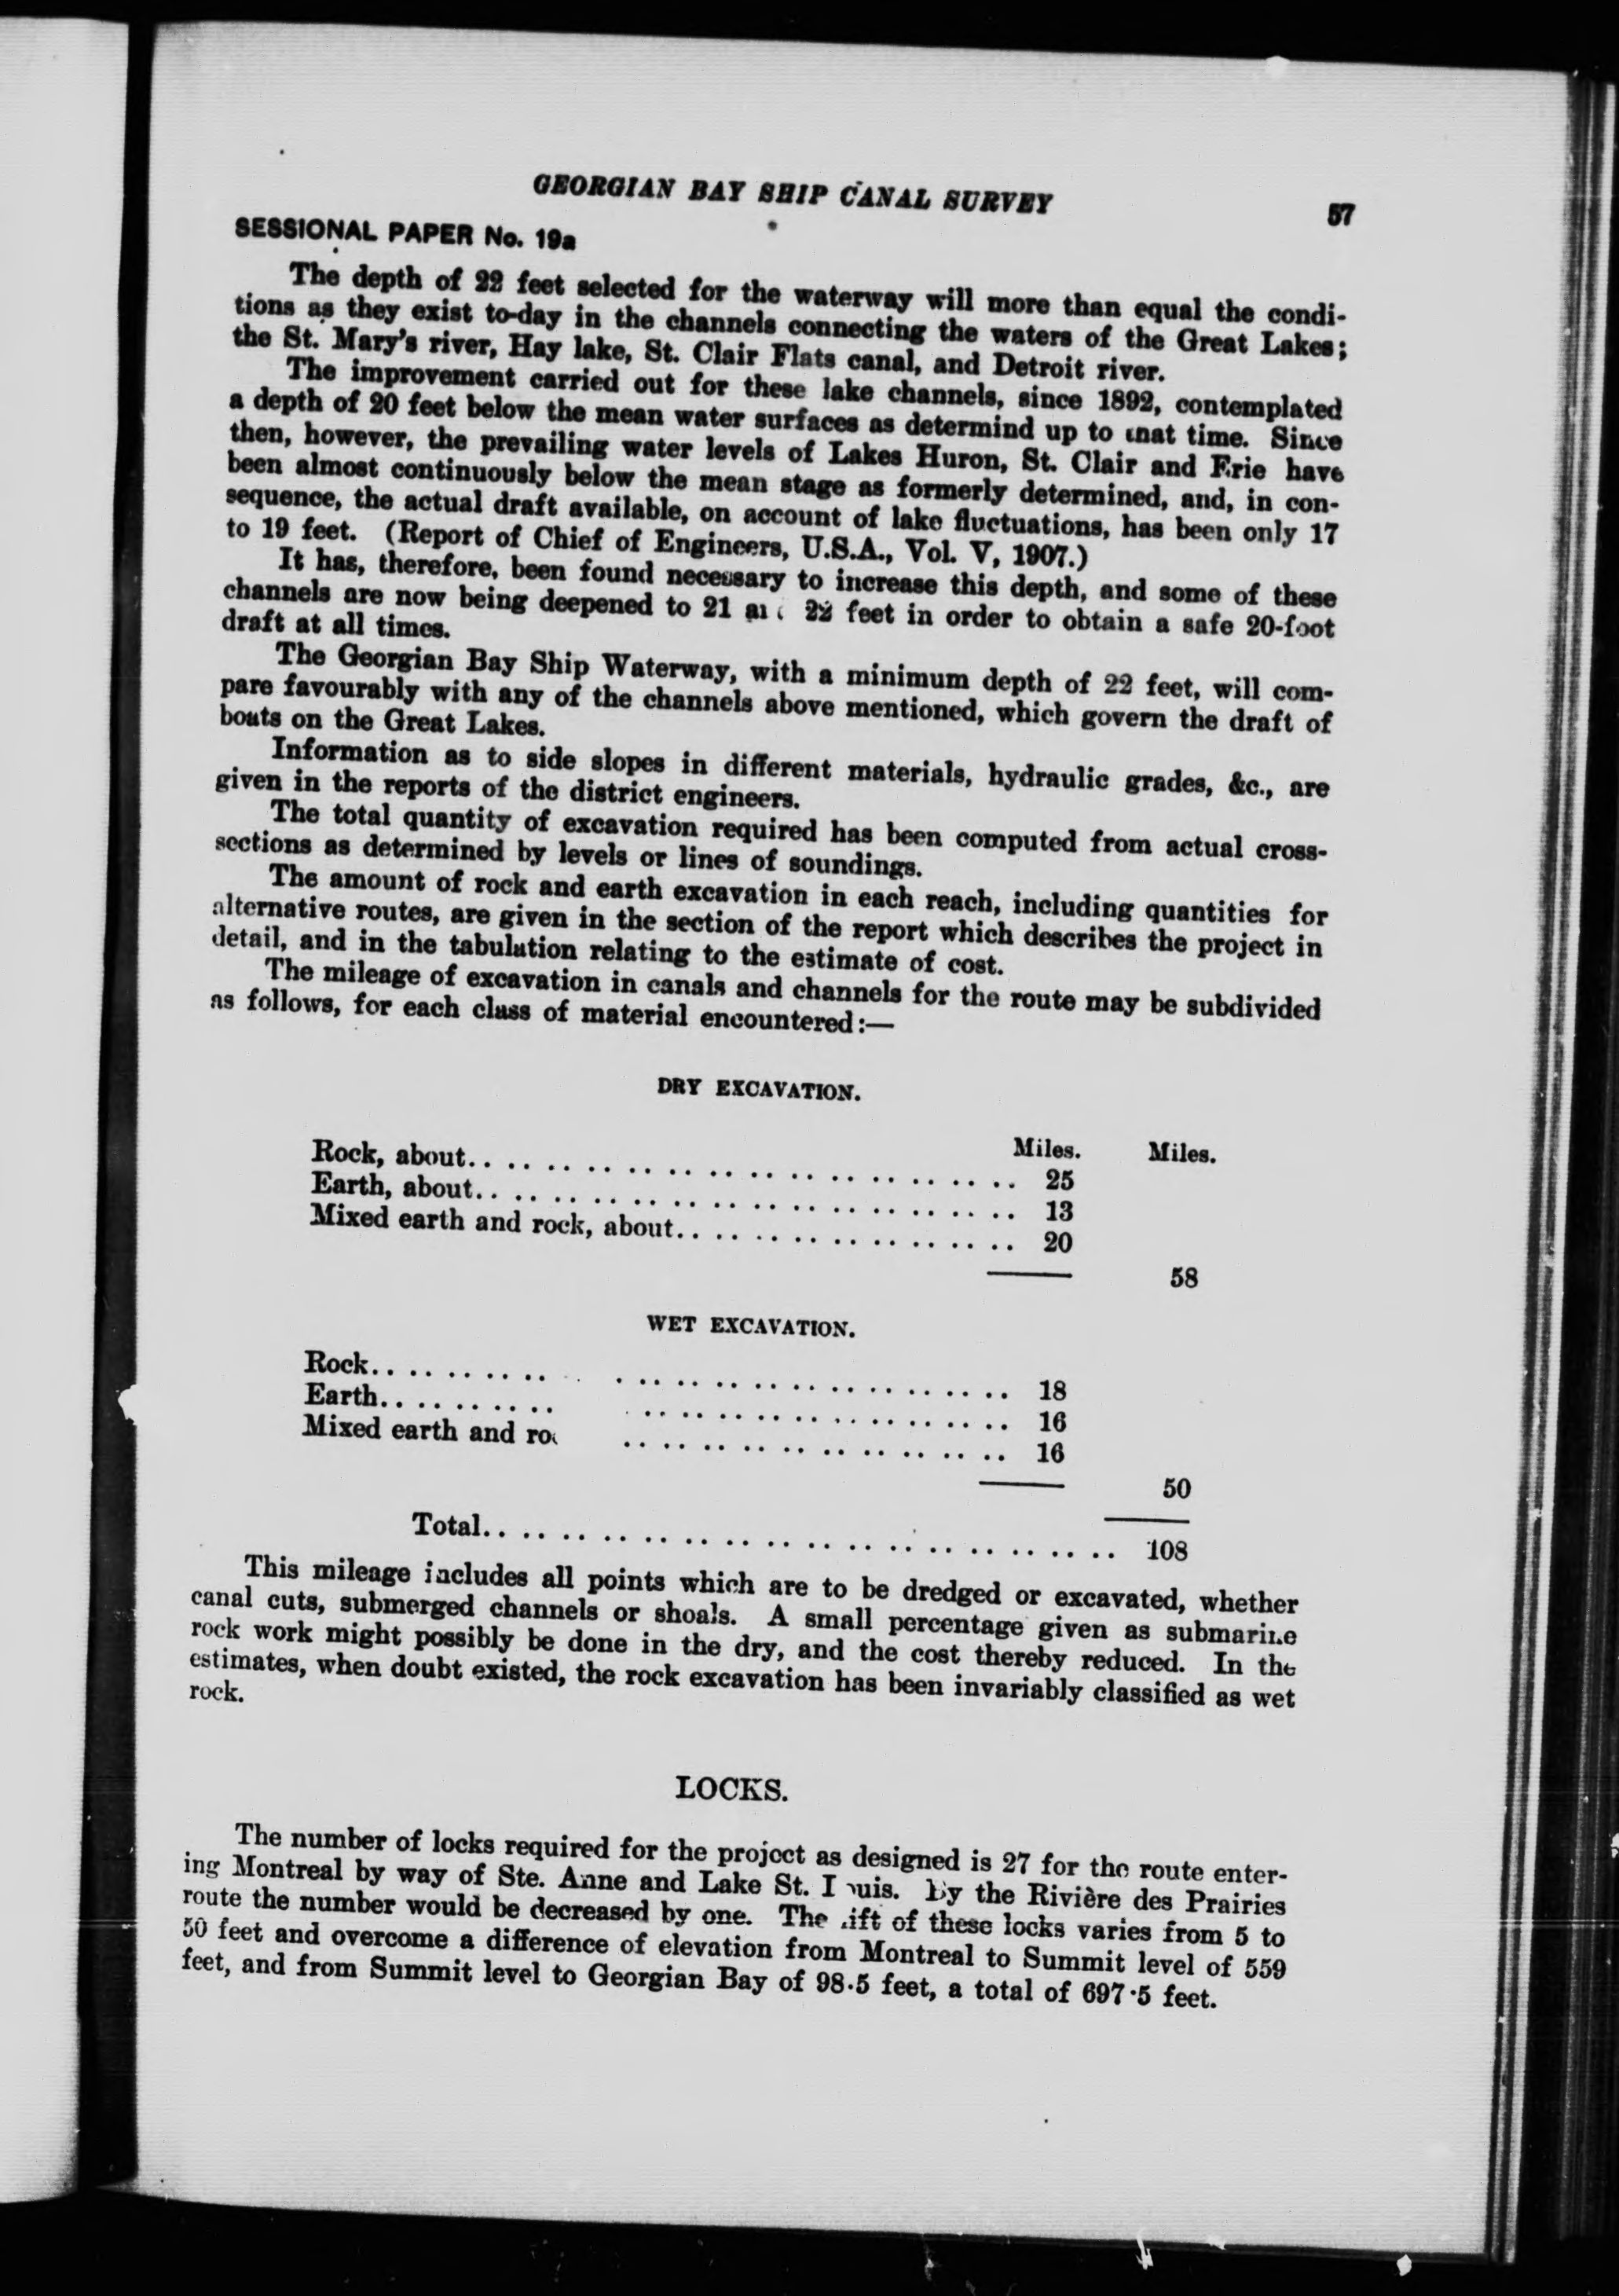 GEORGIAN BAY SHIP CANAL SURVEY 57
SESSIONAL PAPER No. 19a
The depth of 22 feet selected for the waterway will more than equal the condi-
tions as they exist to-day in the channels connecting the waters of the Great Lakes;
the St. Mary's river, Hay lake, St. Clair Flats canal, and Detroit river.
The improvement carried out for these lake channels, since 1892, contemplated
a depth of 20 feet below the mean water surfaces as determind up to that time. Since
then, however, the prevailing water levels of Lakes Huron, St. Clair and Erie have
been almost continuously below the mean stage as formerly determined, and, in con-
sequence, the actual draft available, on account of lake fluctuations, has been only 17
to 19 feet. (Report of Chief of Engineers, U.S.A., Vol. V, 1907.)
It has, therefore, been found necessary to increase this depth, and some of these
channels are now being deepened to 21 22 feet in order to obtain a safe 20-foot
draft at all times.
The Georgian Bay Ship Waterway, with a minimum depth of 22 feet, will com-
pare favourably with any of the channels above mentioned, which govern the draft of
boats on the Great Lakes.
Information as to side slopes in different materials, hydraulic grades, &c., are
given in the reports of the district engineers.
The total quantity of excavation required has been computed from actual cross-
sections as determined by levels or lines of soundings.
The amount of rock and earth excavation in each reach, including quantities for
alternative routes, are given in the section of the report which describes the project in
detail, and in the tabulation relating to the estimate of cost.
The mileage of excavation in canals and channels for the route may be subdivided
as follows, for each class of material encountered:—
DRY EXCAVATION.
Miles. Miles.
Rock, about.. .. .. .. .. .. .. .. .. .. .. .. .. .. 25
Earth, about.. .. .. .. .. .. .. .. .. .. .. .. .. .. 13
Mixed earth and rock, about.. .. .. .. .. .. .. .. .. 20
58
WET EXCAVATION.
Rock.. .. .. .. .. .. .. .. .. .. .. .. .. .. .. 18
Earth.. .. .. .. .. .. .. .. .. .. .. .. .. .. .. 16
Mixed earth and .. .. .. .. .. .. .. .. .. .. 16
50
Total.. .. .. .. .. .. .. .. .. .. .. .. .. .. .. .. 108
This mileage includes all points which are to be dredged or excavated, whether
canal cuts, submerged channels or shoals. A small percentage given as submarine
rock work might possibly be done in the dry, and the cost thereby reduced. In the
estimates, when doubt existed, the rock excavation has been invariably classified as wet
rock.
LOCKS.
The number of locks required for the project as designed is 27 for the route enter-
ing Montreal by way of Ste. Anne and Lake St. Louis. By the Rivière des Prairies
route the number would be decreased by one. The lift of these locks varies from 5 to
50 feet and overcome a difference of elevation from Montreal to Summit level of 559
feet, and from Summit level to Georgian Bay of 98·5 feet, a total of 697·5 feet.